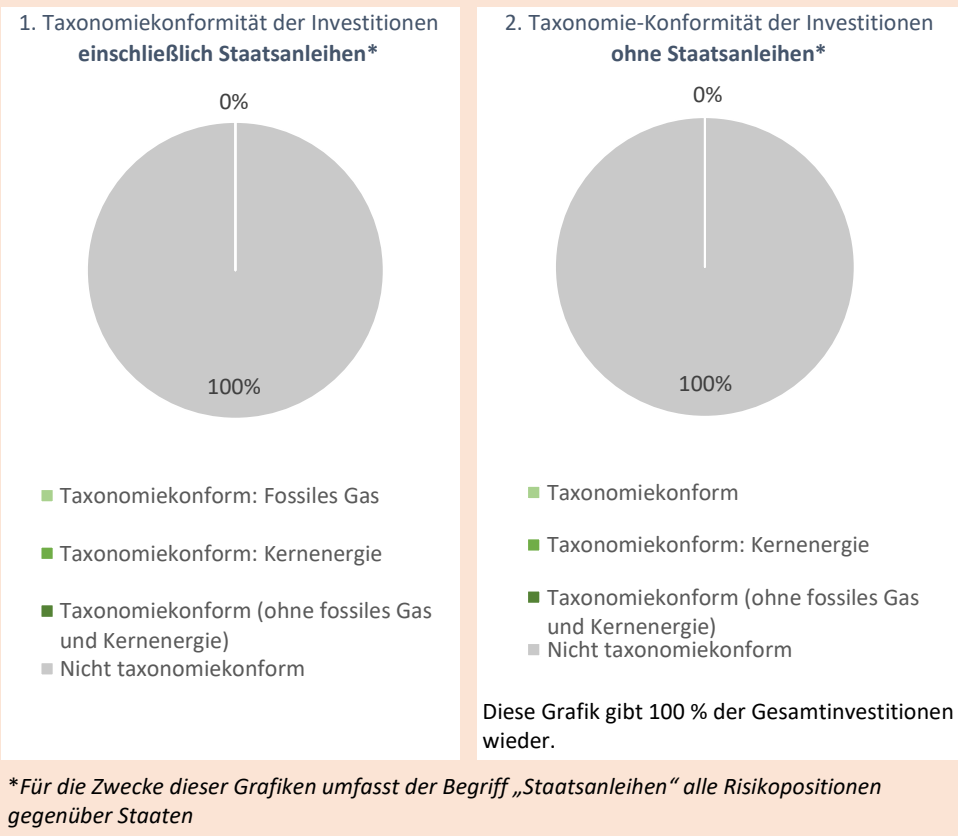 1. Taxonomiekonformität der Investitionen
einschließlich Staatsanleihen*
0%
100%
Taxonomiekonform: Fossiles Gas
Taxonomiekonform: Kernenergie
Taxonomiekonform (ohne fossiles Gas
und Kernenergie)
Nicht taxonomiekonform
2. Taxonomie-Konformität der Investitionen
ohne Staatsanleihen*
0%
100%
Taxonomiekonform
Taxonomiekonform: Kernenergie
Taxonomiekonform (ohne fossiles Gas
und Kernenergie)
Nicht taxonomiekonform
Diese Grafik gibt 100 % der Gesamtinvestitionen
wieder.
*Für die Zwecke dieser Grafiken umfasst der Begriff „Staatsanleihen“ alle Risikopositionen
gegenüber Staaten